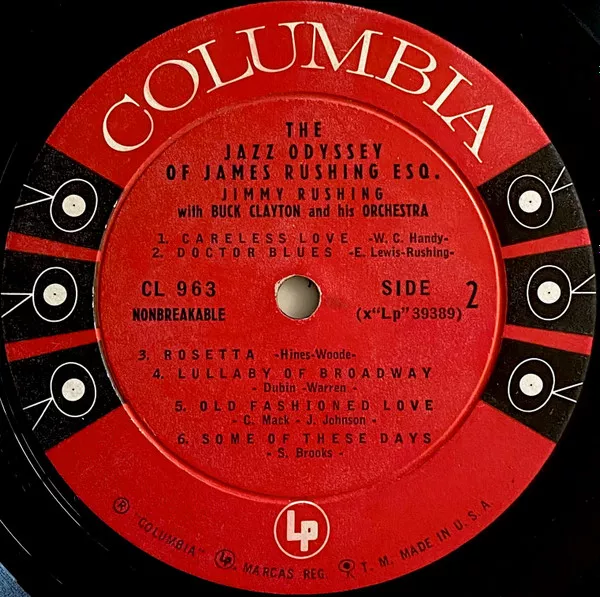 COLUMBIA
THE
JAZZ ODYSSEY
OF JAMES RUSHING ESQ.
JIMMY RUSHING
with BUCK CLAYTON and his ORCHESTRA
1. CARELESS LOVE -W. C. Handy-
2. DOCTOR BLUES -E. Lewis-Rushing-
CL 963 SIDE 2
NONBREAKABLE (x"Lp" 39389)
3. ROSETTA -Hines-Woode-
4. LULLABY OF BROADWAY
- Dubin -Warren -
5. OLD FASHIONED LOVE
- C. Mack - J. Johnson -
6. SOME OF THESE DAYS
- S. Brooks -
Lp
® "COLUMBIA" Lp MARCAS REG. T. M. MADE IN U. S. A.